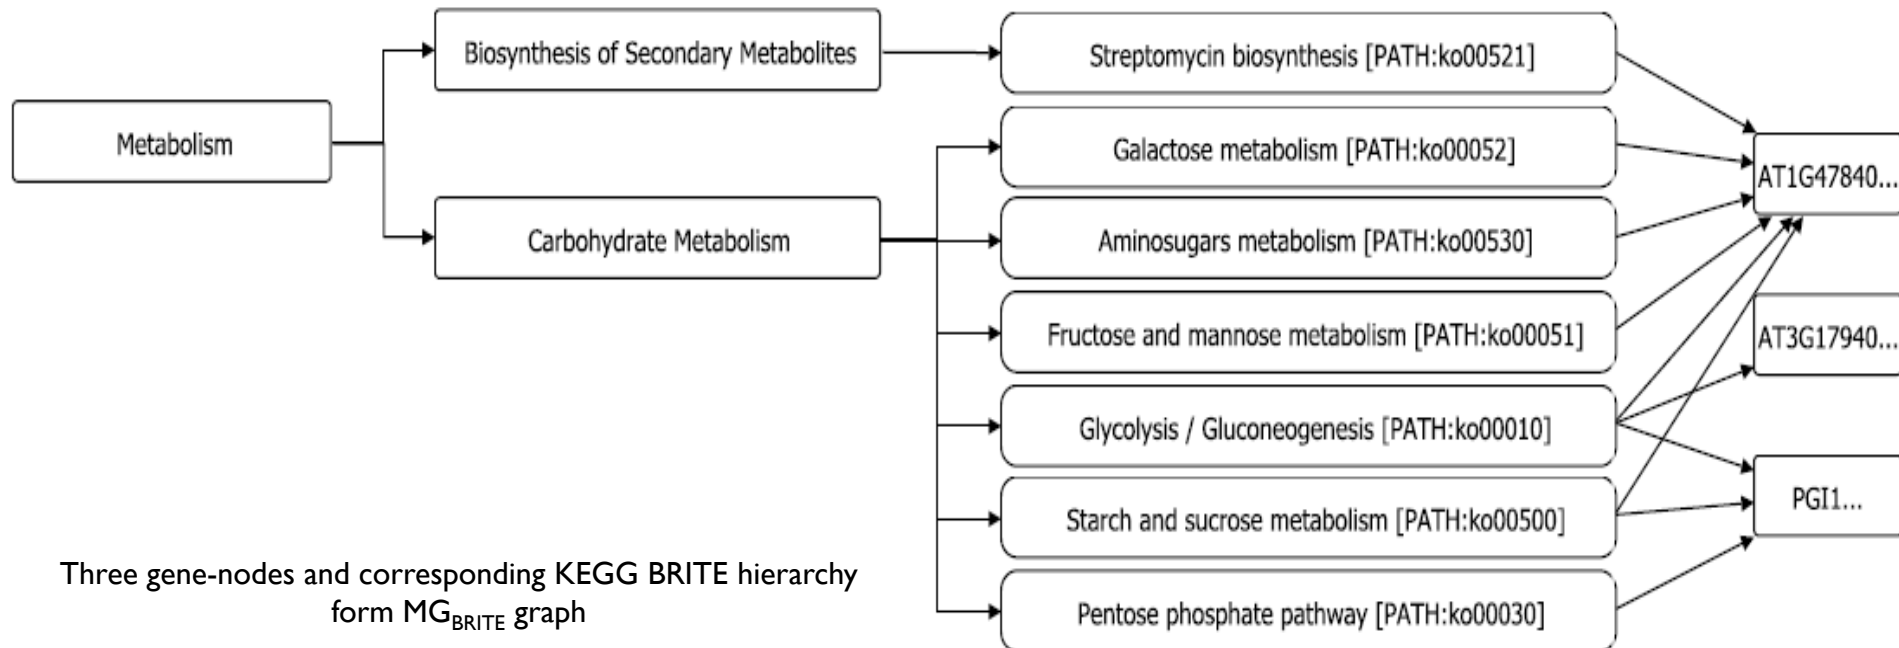 Metabolism
Biosynthesis of Secondary Metabolites
Carbohydrate Metabolism
Streptomycin biosynthesis [PATH:ko00521]
Galactose metabolism [PATH:ko00052]
Aminosugars metabolism [PATH:ko00530]
Fructose and mannose metabolism [PATH:ko00051]
Glycolysis / Gluconeogenesis [PATH:ko00010]
Starch and sucrose metabolism [PATH:ko00500]
Pentose phosphate pathway [PATH:ko00030]
AT1G47840...
AT3G17940...
PGI1...
Three gene-nodes and corresponding KEGG BRITE hierarchy
form MGBRITE graph